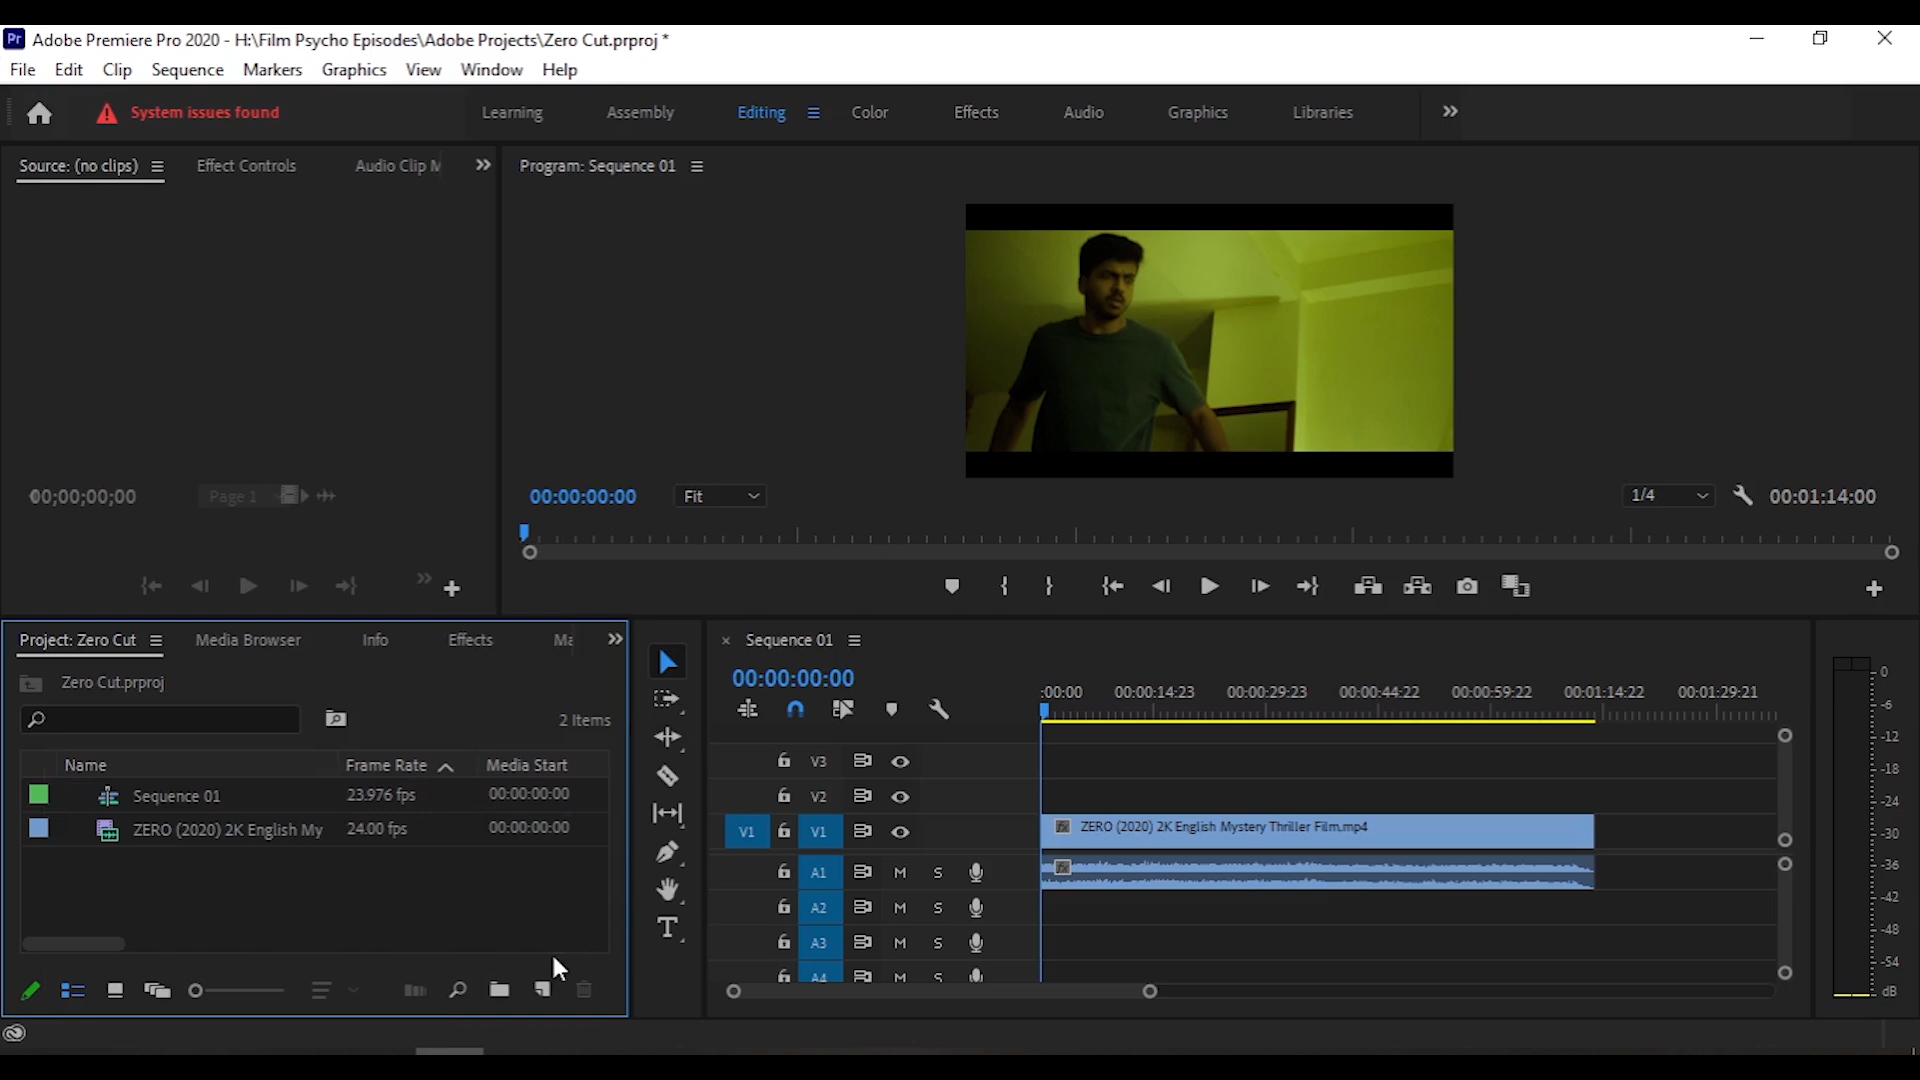 Pr Adobe Premiere Pro 2020 - H:\Film Psycho Episodes\Adobe Projects\Zero Cut.prproj *
File Edit Clip Sequence Markers Graphics View Window Help
System issues found Learning Assembly Editing Color Effects Audio Graphics Libraries
Source: (no clips) Effect Controls Audio Clip M Program: Sequence 01
00;00;00;00 Page 1 00:00:00:00 Fit 1/4 00:01:14:00
Project: Zero Cut Media Browser Info Effects Ma × Sequence 01
Zero Cut.prproj 00:00:00:00
:00:00 00:00:14:23 00:00:29:23 00:00:44:22 00:00:59:22 00:01:14:22 00:01:29:21
2 Items
Name Frame Rate Media Start
Sequence 01 23.976 fps 00:00:00:00
ZERO (2020) 2K English My 24.00 fps 00:00:00:00
V3
V2
V1 V1 ZERO (2020) 2K English Mystery Thriller Film.mp4
fx
A1 M S
A2 M S
A3 M S
A4 M S
T
0
-6
-12
-18
-24
-30
-36
-42
-48
-54
dB